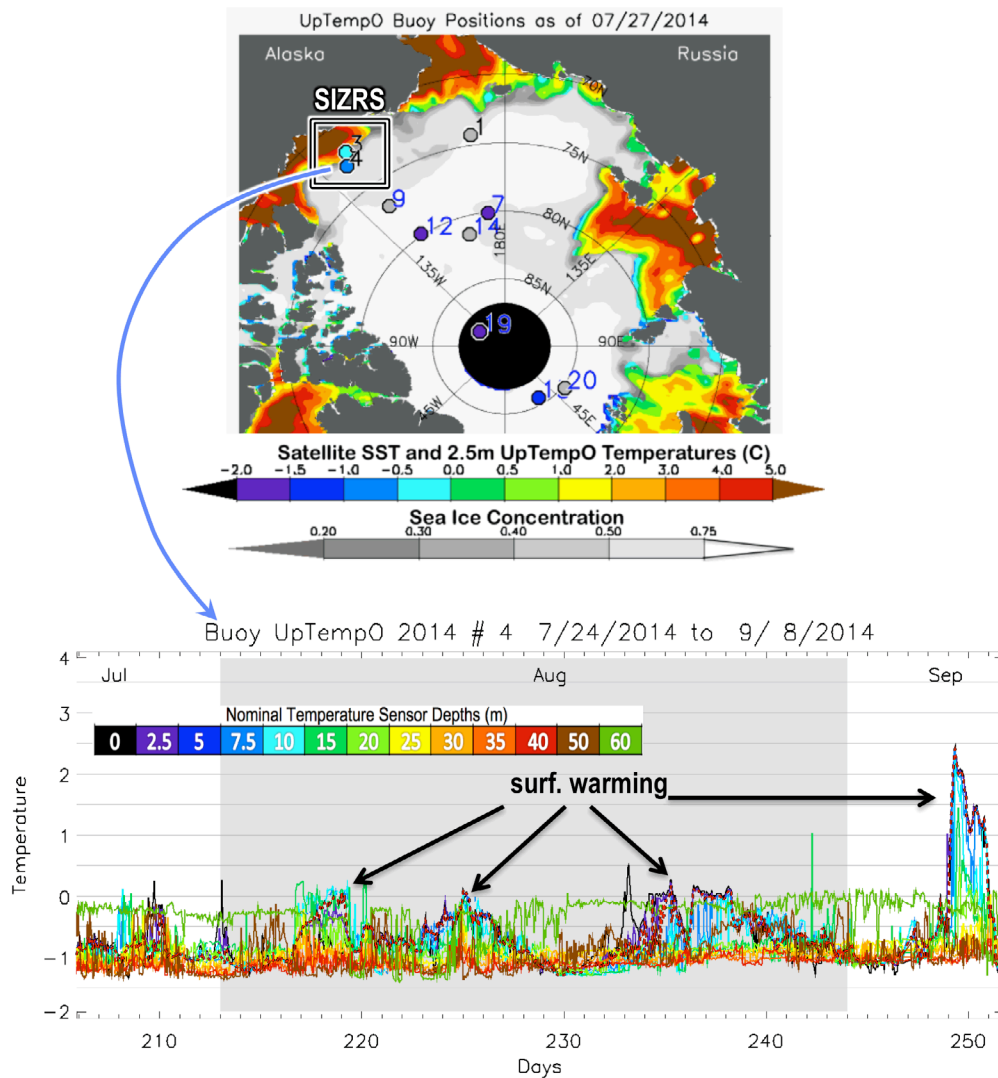 UpTempO Buoy Positions as of 07/27/2014
Alaska
Russia
SIZRS
70N
1
3
4
75N
9
7
80N
12
14
180E
135W
135E
85N
19
90W
90E
20
45W
45E
Satellite SST and 2.5m UpTempO Temperatures (C)
-2.0 -1.5 -1.0 -0.5 0.0 0.5 1.0 2.0 3.0 4.0 5.0
Sea Ice Concentration
0.20 0.30 0.40 0.50 0.75
Buoy UpTempO 2014 # 4 7/24/2014 to 9/ 8/2014
Jul Aug Sep
Nominal Temperature Sensor Depths (m)
0 2.5 5 7.5 10 15 20 25 30 35 40 50 60
surf. warming
Temperature
4
3
2
1
0
-1
-2
210 220 230 240 250
Days